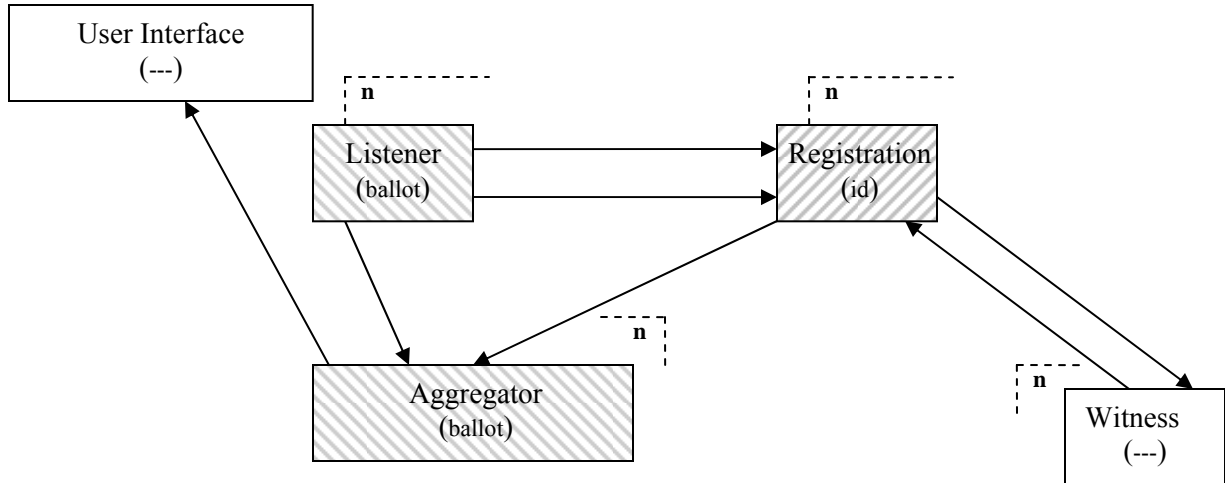 User Interface
(---)
n
n
Listener
(ballot)
Registration
(id)
n
n
Aggregator
(ballot)
Witness
(---)